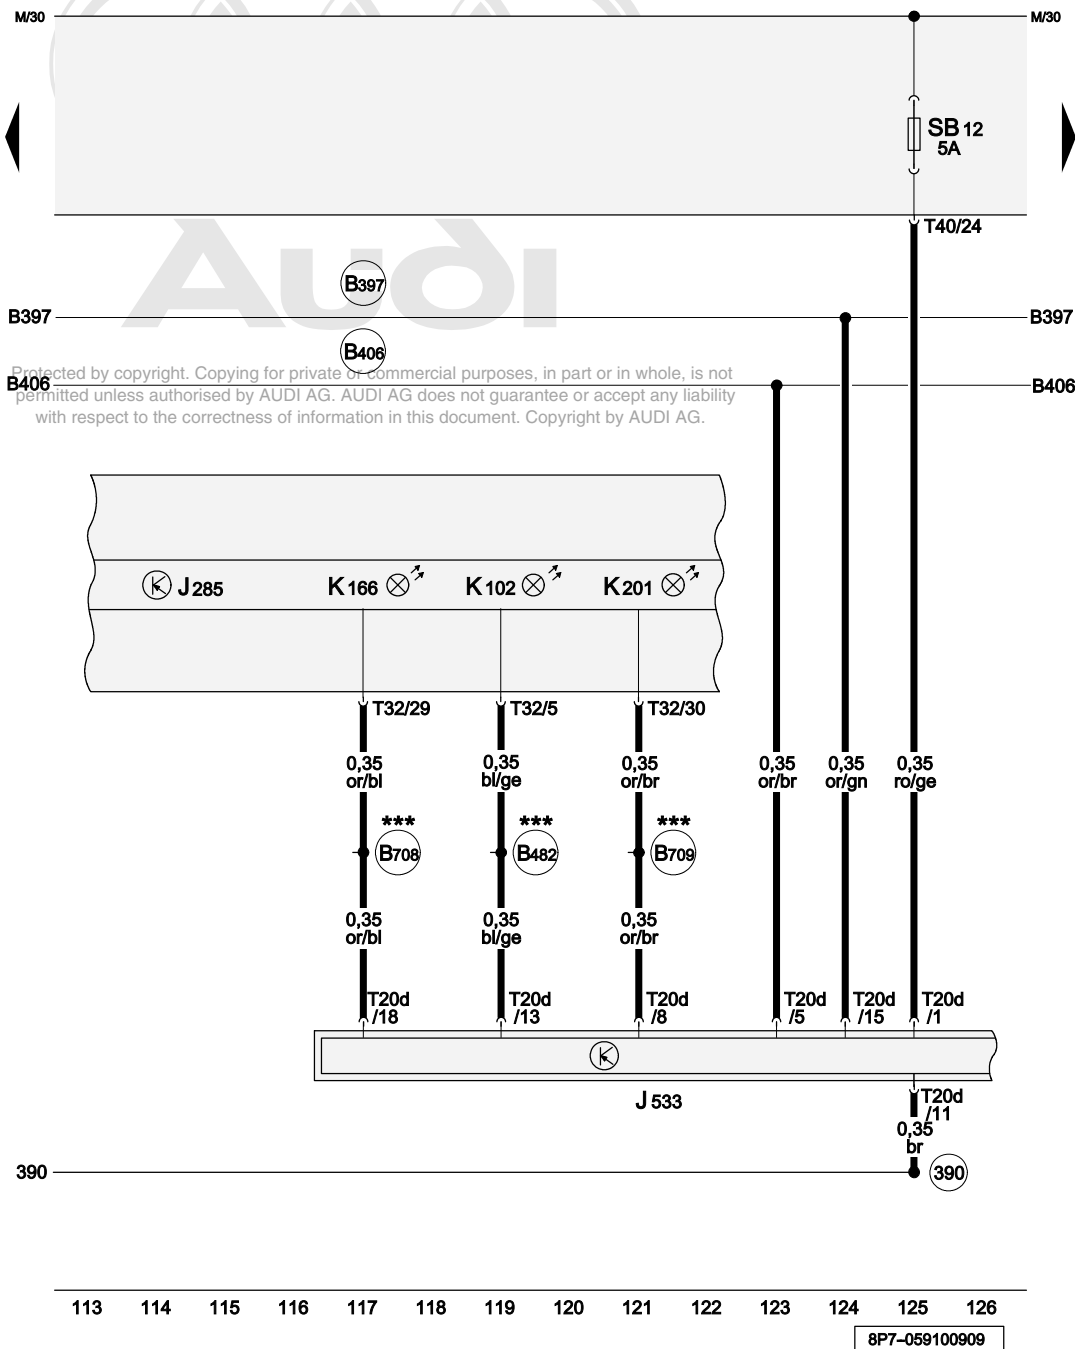 M/30
M/30
SB 12
5A
T40/24
Audi
B397
B397
B397
B406
Protected by copyright. Copying for private or commercial purposes, in part or in whole, is not
B406
B406
permitted unless authorised by AUDI AG. AUDI AG does not guarantee or accept any liability
with respect to the correctness of information in this document. Copyright by AUDI AG.
J 285
K 166
K 102
K 201
T32/29
T32/5
T32/30
0,35
or/bl
0,35
bl/ge
0,35
or/br
0,35
or/br
0,35
or/gn
0,35
ro/ge
***
B708
***
B482
***
B709
0,35
or/bl
0,35
bl/ge
0,35
or/br
T20d
/18
T20d
/13
T20d
/8
T20d
/5
T20d
/15
T20d
/1
J 533
T20d
/11
0,35
br
390
390
113 114 115 116 117 118 119 120 121 122 123 124 125 126
8P7-059100909